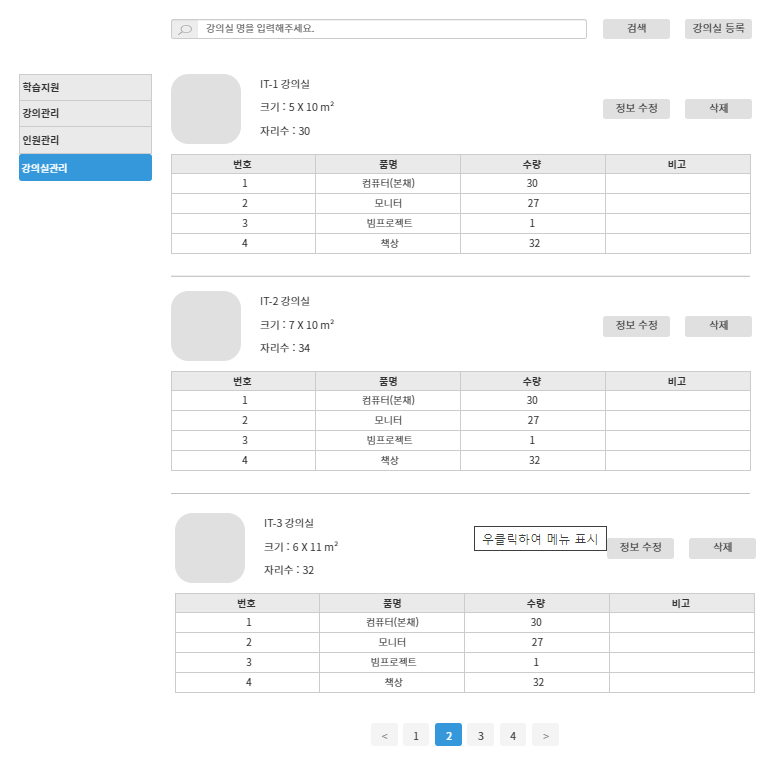 강의실 명을 입력해주세요.
검색
강의실 등록
학습지원
강의관리
인원관리
강의실관리
IT-1 강의실
크기 : 5 X 10 m²
자리수 : 30
정보 수정
삭제
번호 품명 수량 비고
1 컴퓨터(본채) 30
2 모니터 27
3 빔프로젝트 1
4 책상 32
IT-2 강의실
크기 : 7 X 10 m²
자리수 : 34
정보 수정
삭제
번호 품명 수량 비고
1 컴퓨터(본채) 30
2 모니터 27
3 빔프로젝트 1
4 책상 32
IT-3 강의실
크기 : 6 X 11 m²
자리수 : 32
우클릭하여 메뉴 표시
정보 수정
삭제
번호 품명 수량 비고
1 컴퓨터(본채) 30
2 모니터 27
3 빔프로젝트 1
4 책상 32
< 1 2 3 4 >